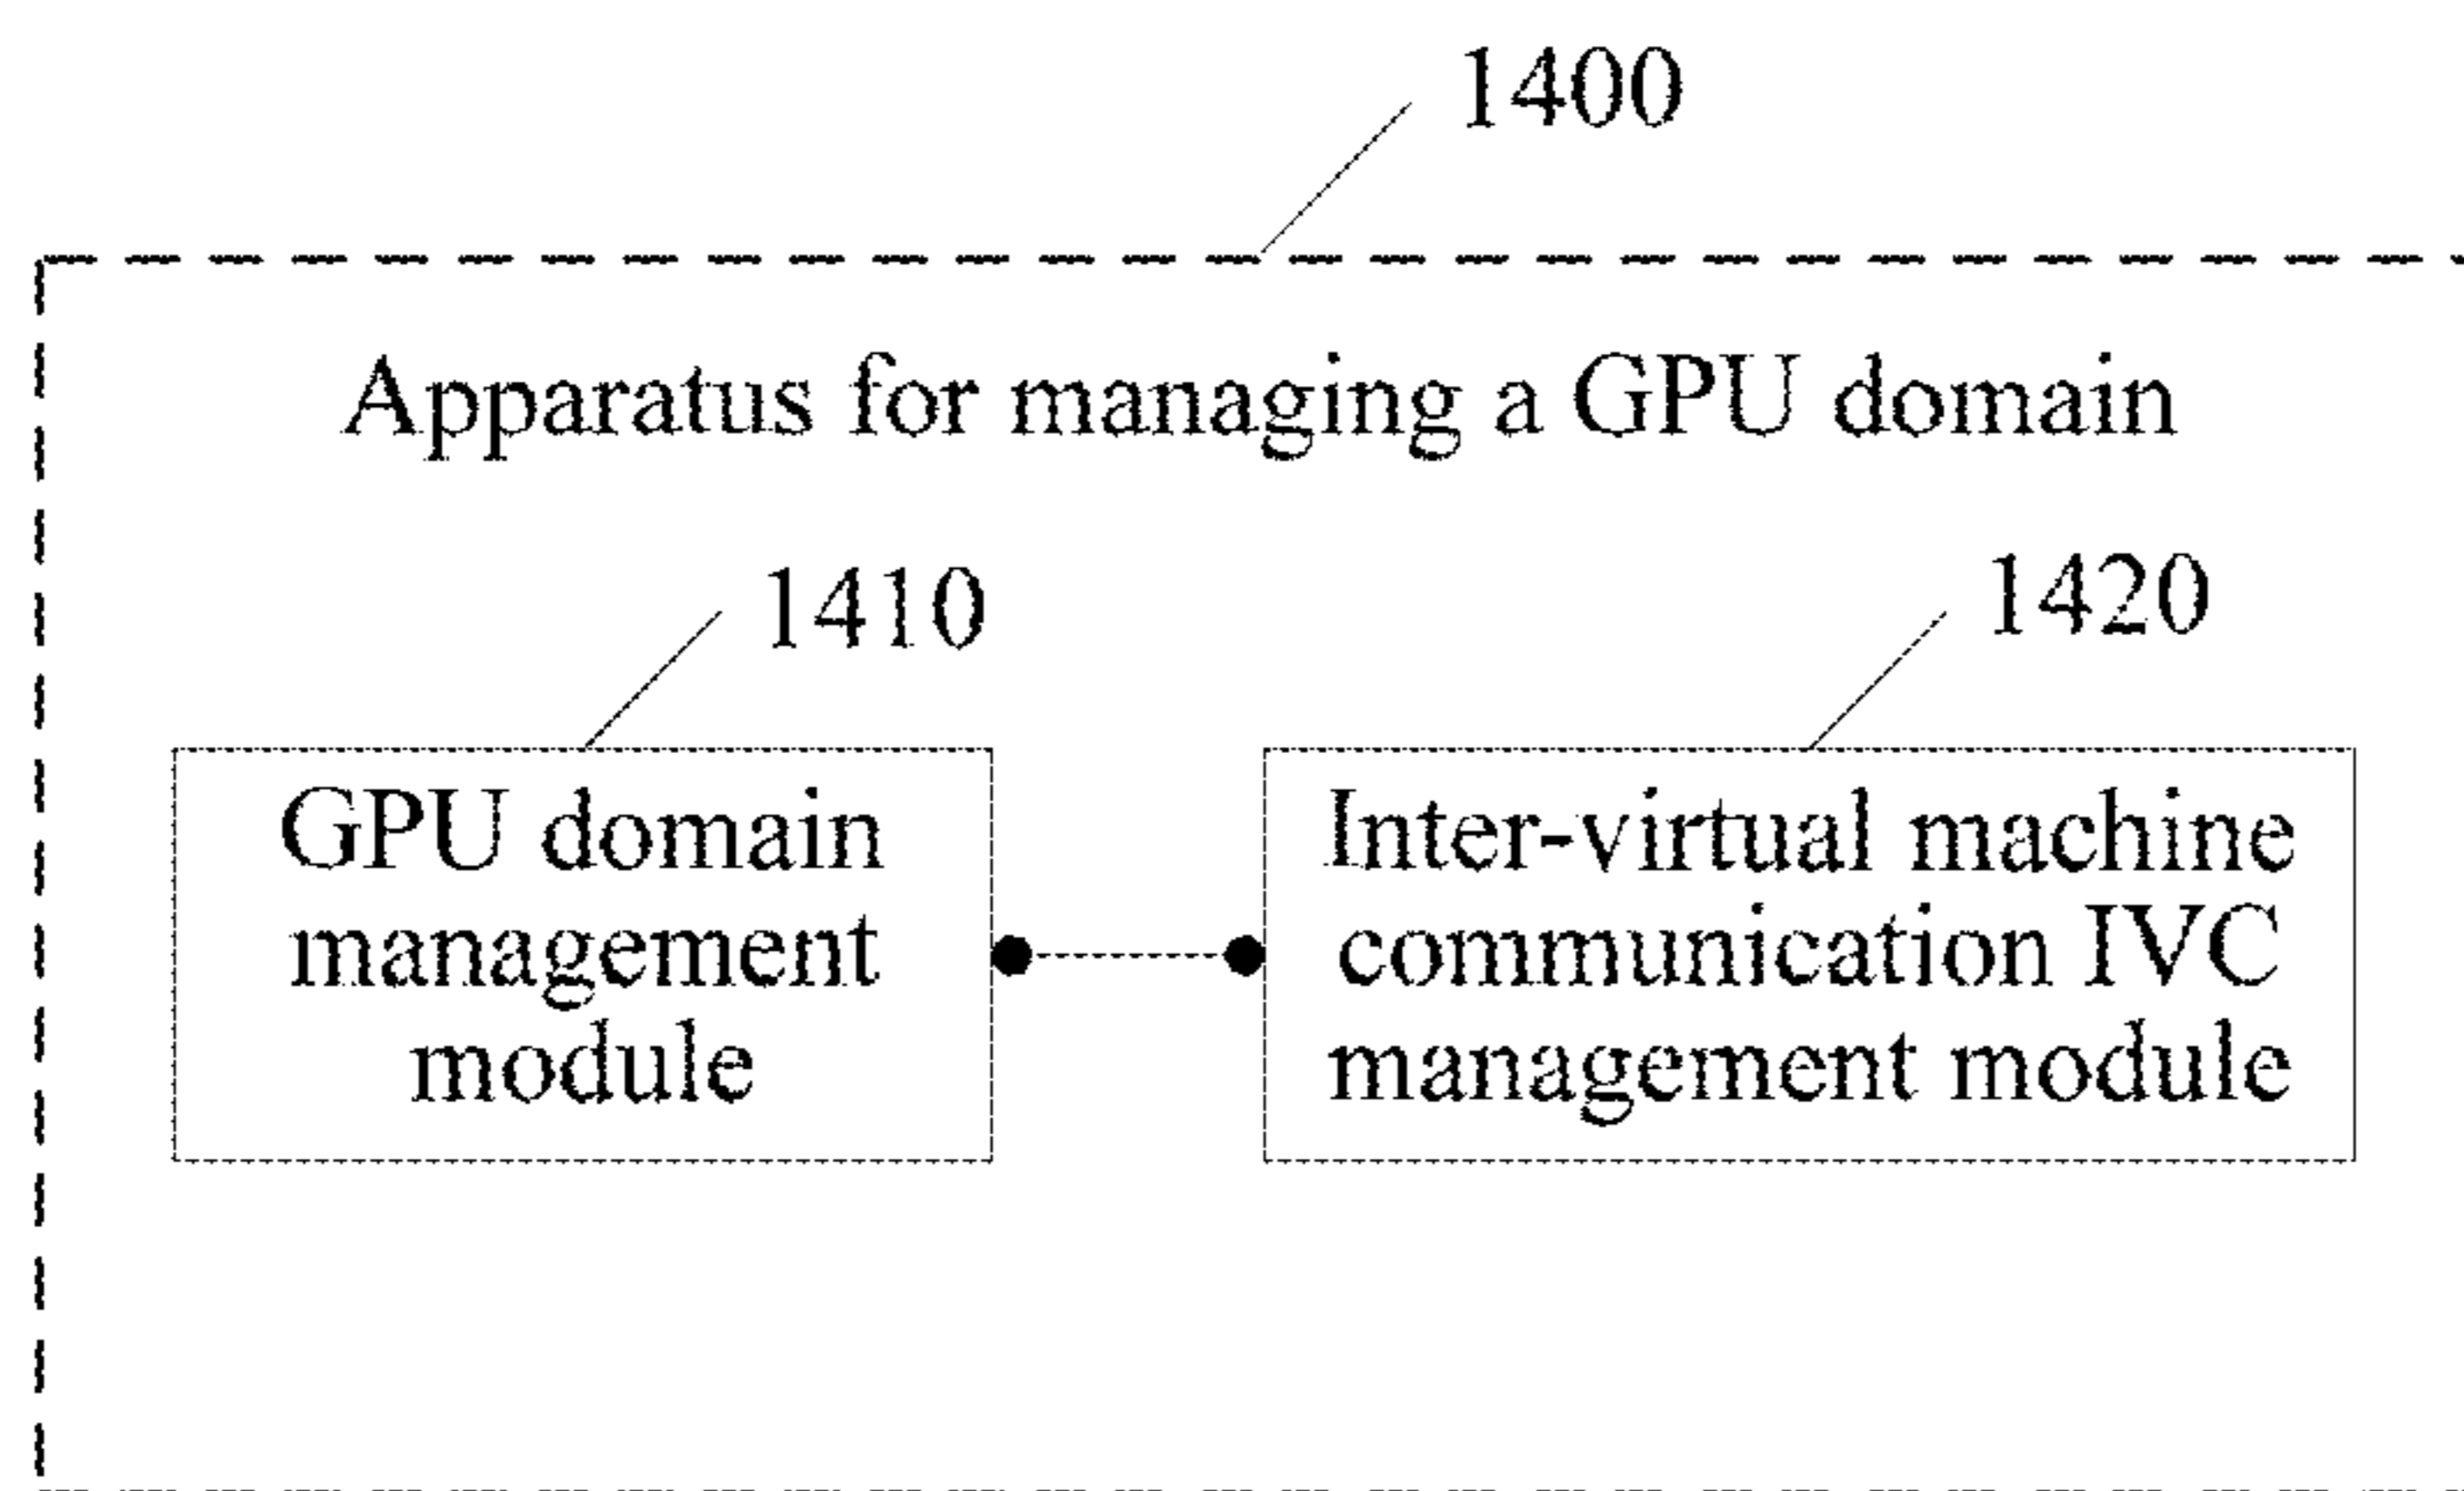 1400
Apparatus for managing a GPU domain
1410
1420
GPU domain
management
module
Inter-virtual machine
communication IVC
management module